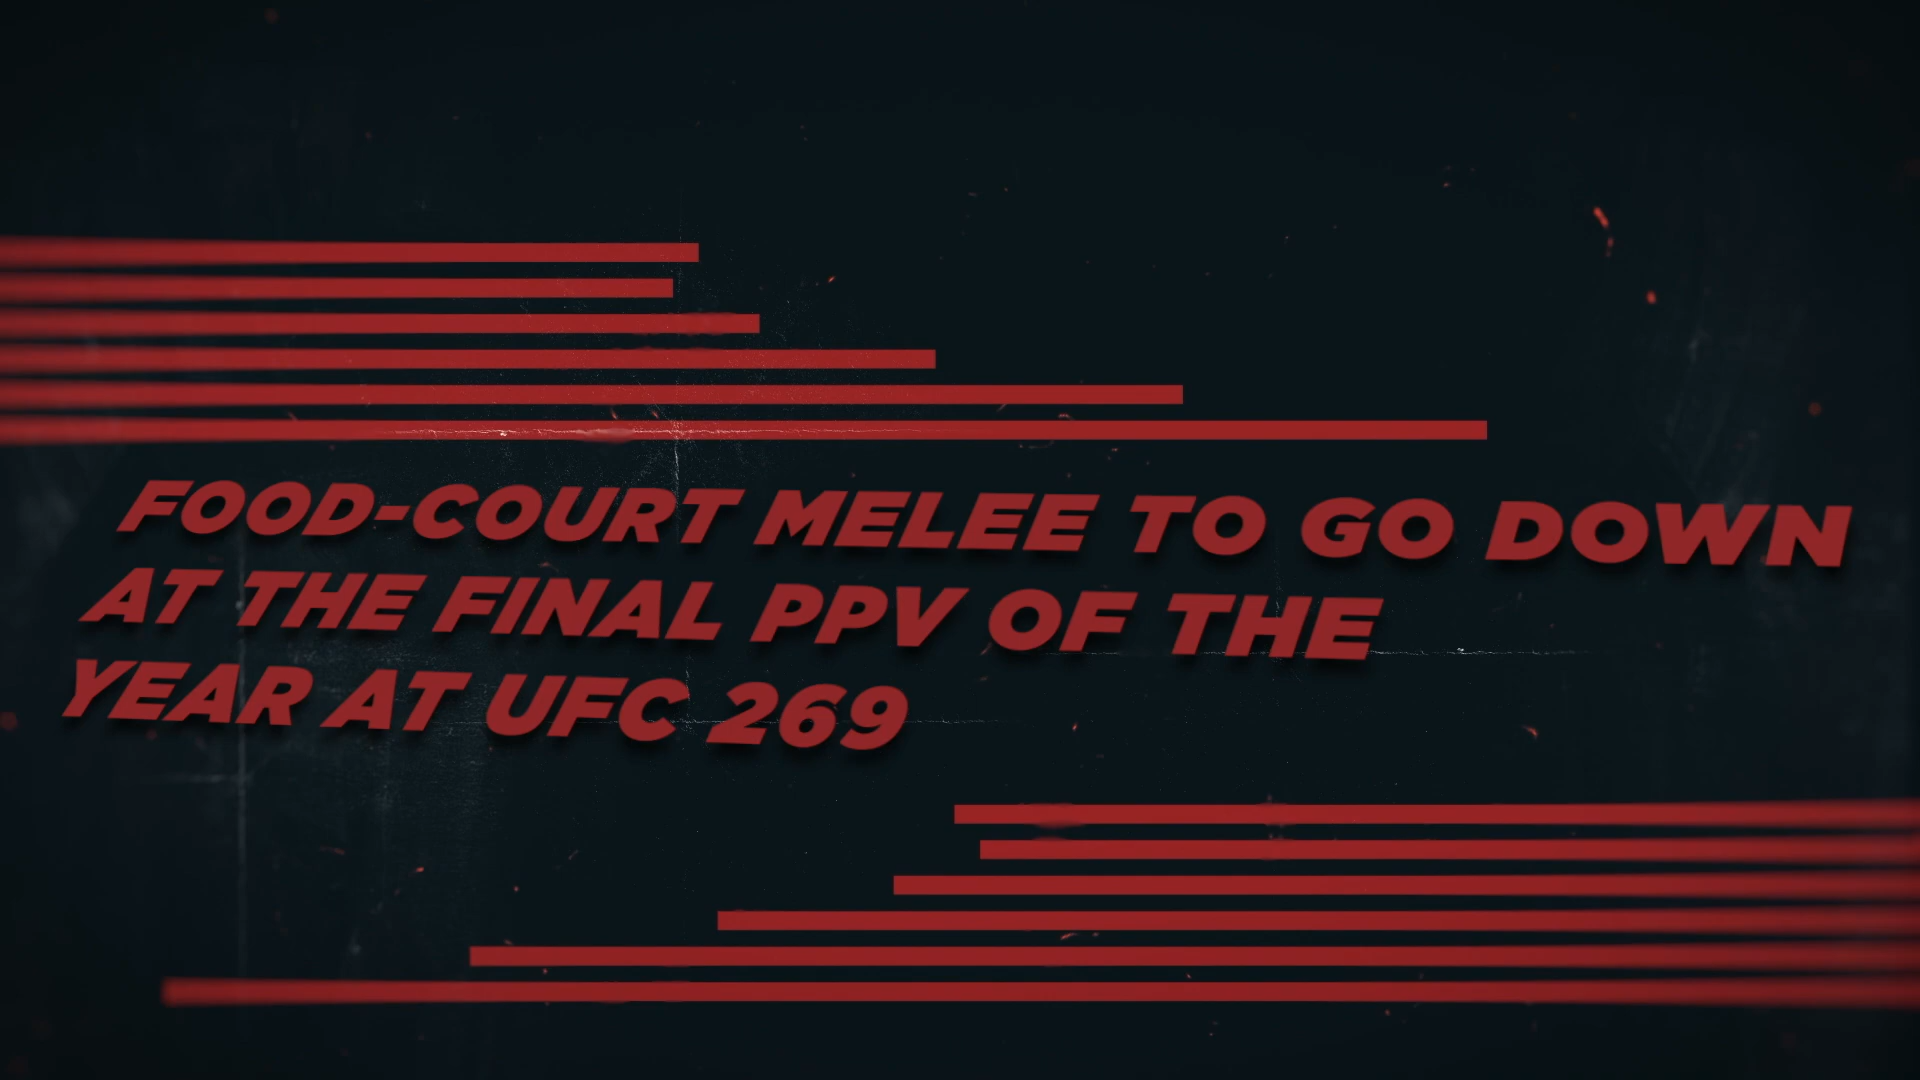 FOOD-COURT MELEE TO GO DOWN
AT THE FINAL PPV OF THE
YEAR AT UFC 269